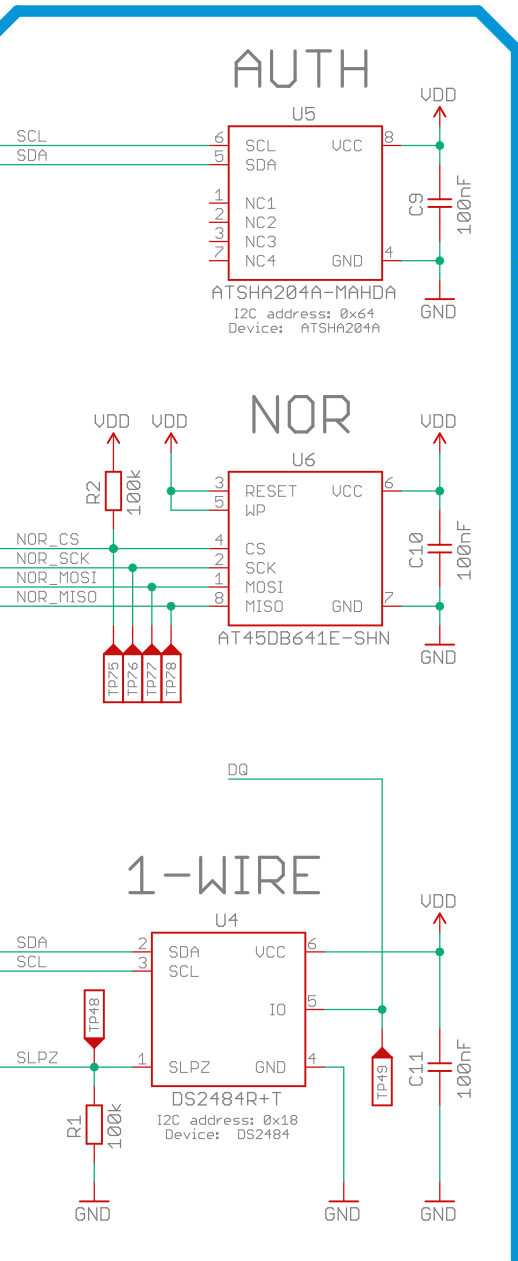 AUTH
VDD
U5
SCL
SDA
6
5
SCL
SDA
VCC
8
1
2
3
7
NC1
NC2
NC3
NC4
GND
4
C9
100nF
ATSHA204A-MAHDA
GND
I2C address: 0x64
Device: ATSHA204A
NOR
VDD
VDD
VDD
U6
R2
100k
3
5
RESET
WP
VCC
6
NOR_CS
NOR_SCK
NOR_MOSI
NOR_MISO
4
2
1
8
CS
SCK
MOSI
MISO
GND
7
C10
100nF
AT45DB641E-SHN
GND
TP75
TP76
TP77
TP78
DQ
1-WIRE
VDD
U4
SDA
SCL
2
3
SDA
SCL
VCC
6
IO
5
TP48
SLPZ
1
SLPZ
GND
4
TP49
C11
100nF
DS2484R+T
I2C address: 0x18
Device: DS2484
R1
100k
GND
GND
GND